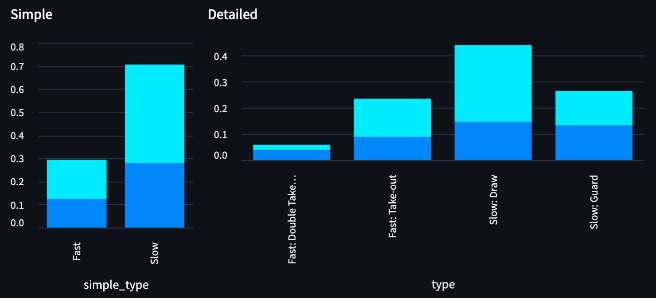 Simple
0.8
0.7
0.6
0.5
0.4
0.3
0.2
0.1
0.0
Fast
Slow
simple_type
Detailed
0.4
0.3
0.2
0.1
0.0
Fast: Double Take...
Fast: Take-out
Slow: Draw
Slow: Guard
type